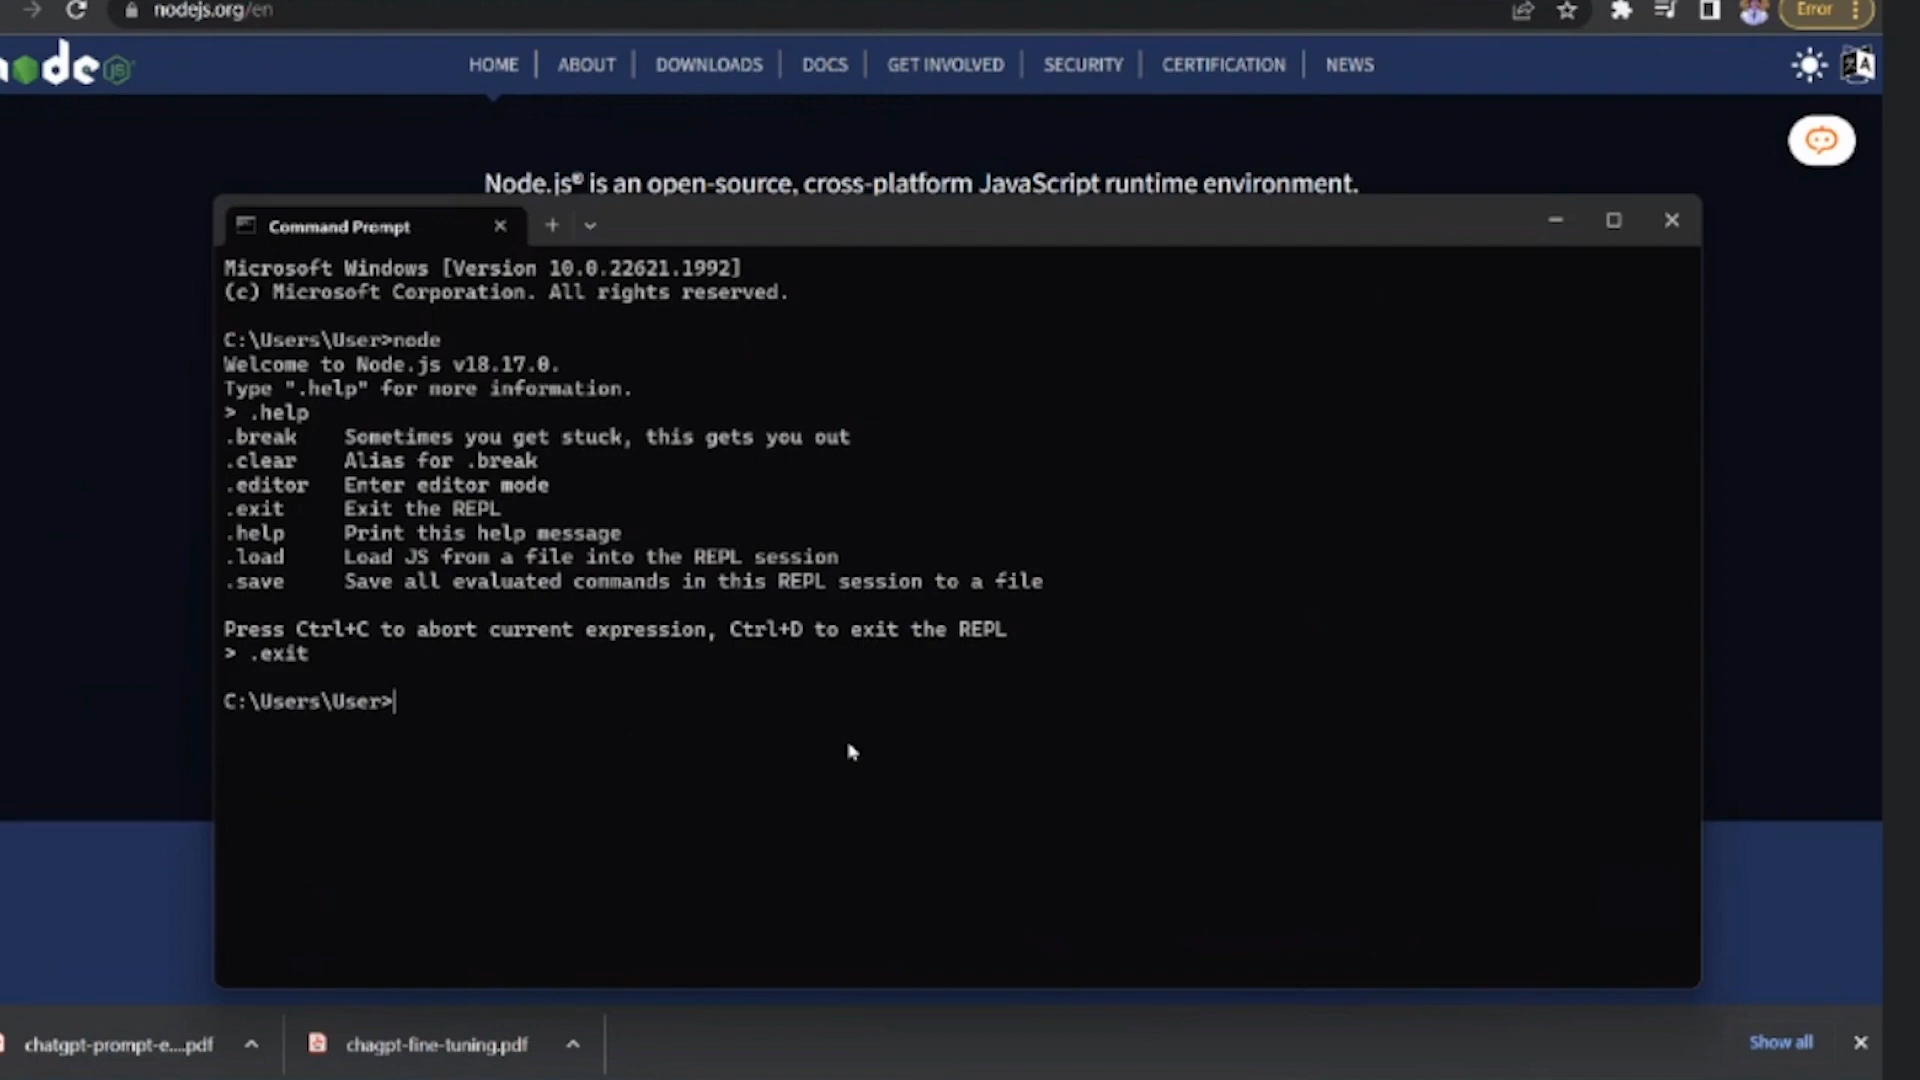 nodejs.org/en
Error
node JS
HOME ABOUT DOWNLOADS DOCS GET INVOLVED SECURITY CERTIFICATION NEWS
Node.js® is an open-source, cross-platform JavaScript runtime environment.
Command Prompt
Microsoft Windows [Version 10.0.22621.1992]
(c) Microsoft Corporation. All rights reserved.
C:\Users\User>node
Welcome to Node.js v18.17.0.
Type ".help" for more information.
> .help
.break Sometimes you get stuck, this gets you out
.clear Alias for .break
.editor Enter editor mode
.exit Exit the REPL
.help Print this help message
.load Load JS from a file into the REPL session
.save Save all evaluated commands in this REPL session to a file
Press Ctrl+C to abort current expression, Ctrl+D to exit the REPL
> .exit
C:\Users\User>
chatgpt-prompt-e....pdf
chagpt-fine-tuning.pdf
Show all